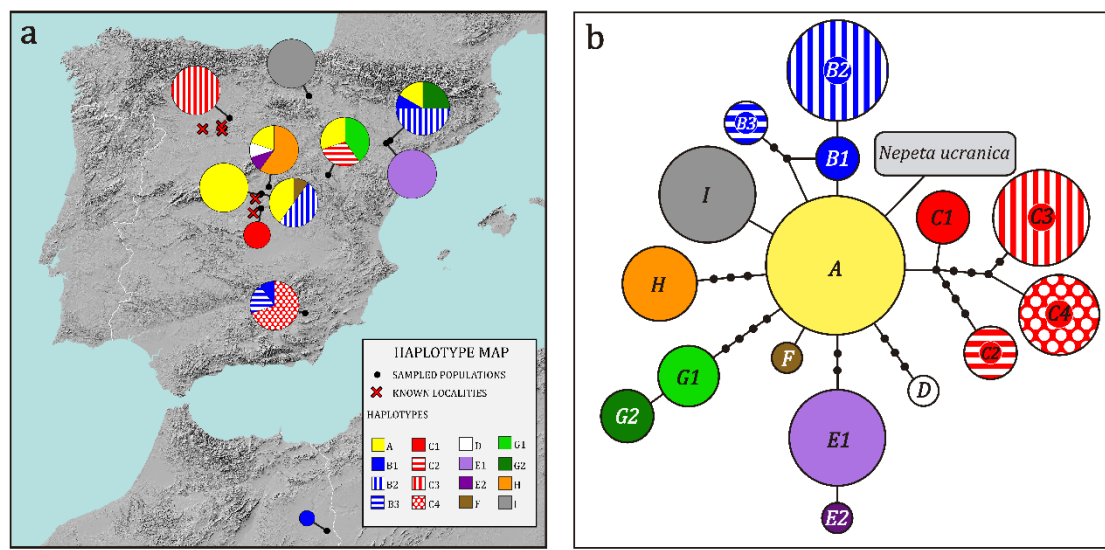 a
HAPLOTYPE MAP
SAMPLED POPULATIONS
KNOWN LOCALITIES
HAPLOTYPES
A C1 D G1
B1 C2 E1 G2
B2 C3 E2 H
B3 C4 F I
b
B2
B3
B1
Nepeta ucranica
I
C1
C3
A
H
C4
C2
F
G1
D
G2
E1
E2